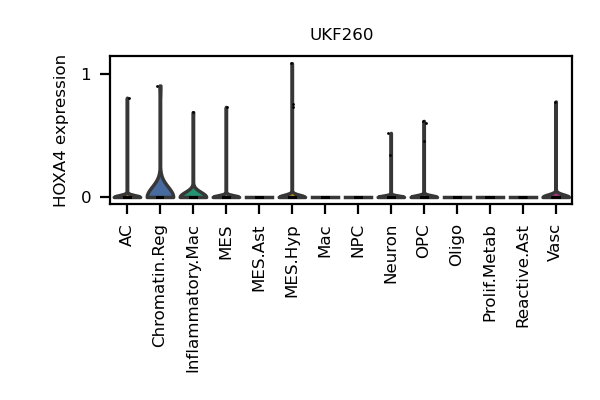 UKF260
HOXA4 expression
1
0
AC
Chromatin.Reg
Inflammatory.Mac
MES
MES.Ast
MES.Hyp
Mac
NPC
Neuron
OPC
Oligo
Prolif.Metab
Reactive.Ast
Vasc